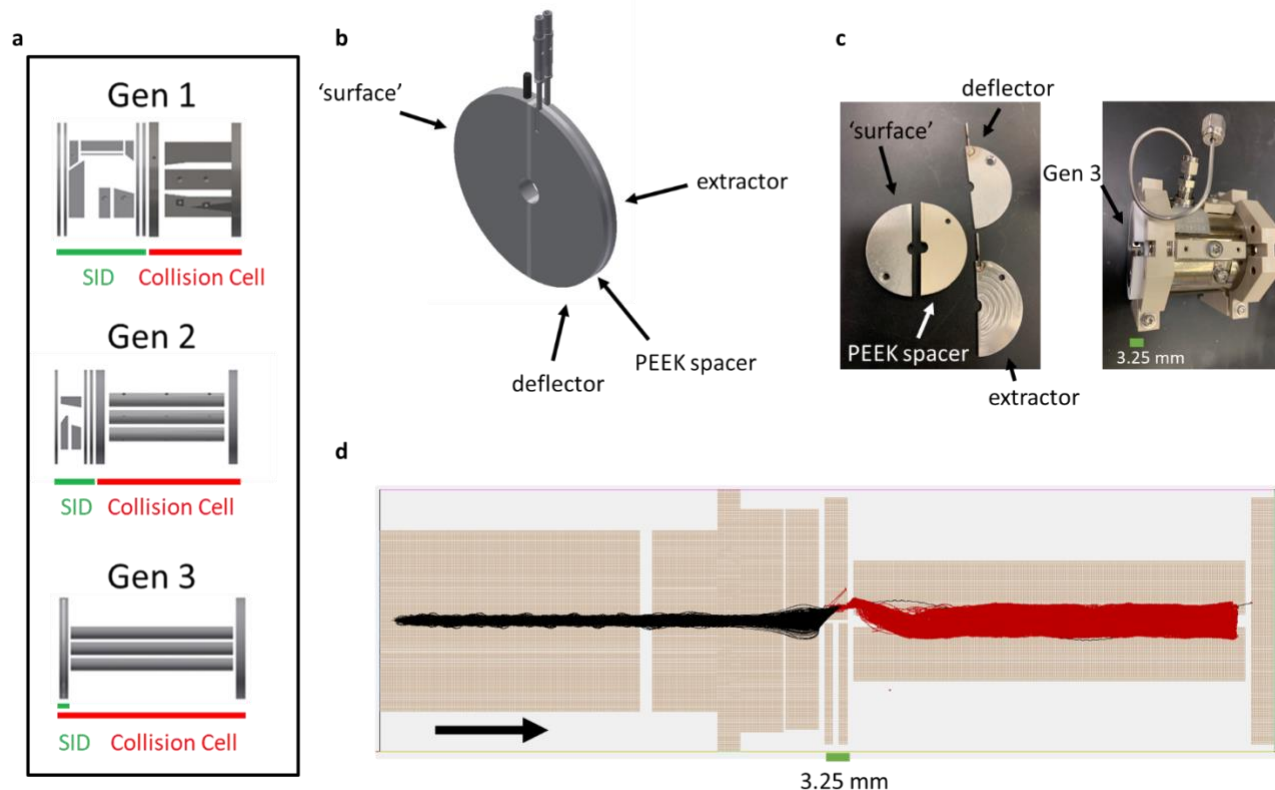 a
Gen 1
SID Collision Cell
Gen 2
SID Collision Cell
Gen 3
SID Collision Cell
b
‘surface’
extractor
PEEK spacer
deflector
c
deflector
‘surface’
Gen 3
PEEK spacer
3.25 mm
extractor
d
3.25 mm